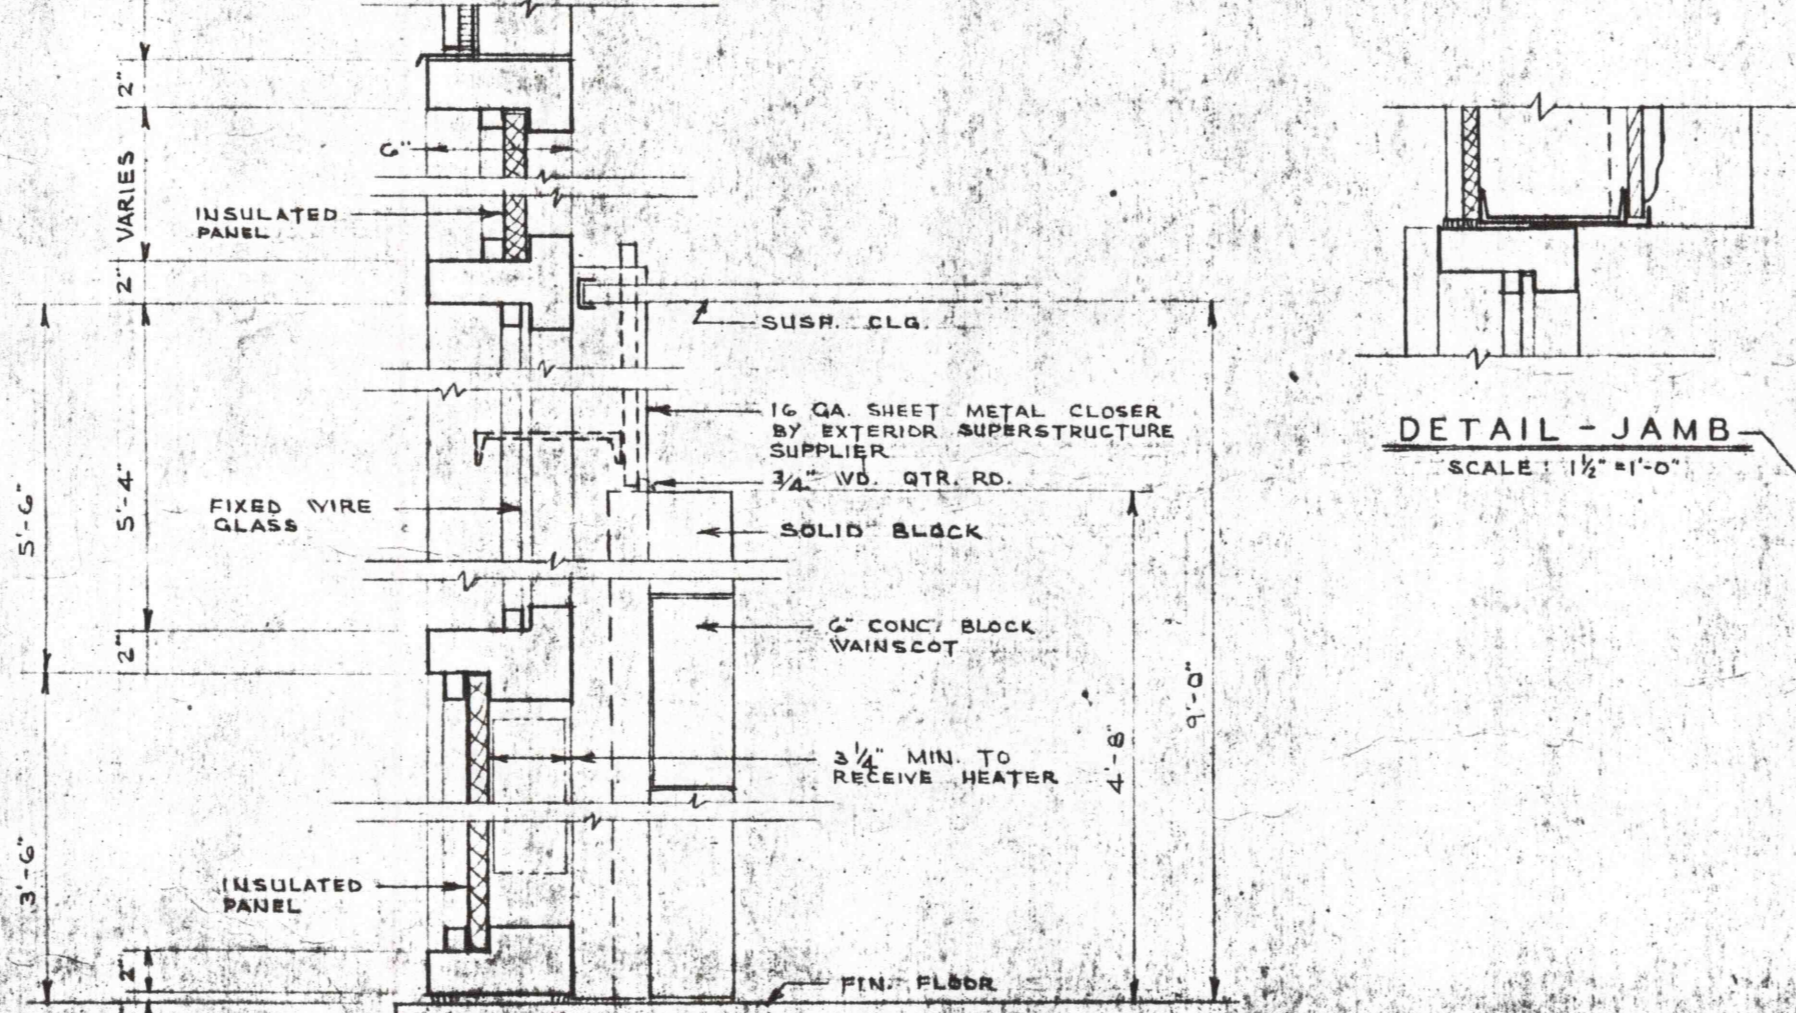 2"
VARIES
6"
INSULATED
PANEL
2"
SUSP. CLG.
16 GA. SHEET METAL CLOSER
BY EXTERIOR SUPERSTRUCTURE
SUPPLIER
3/4" WD. QTR. RD.
5'-6"
5'-4"
FIXED WIRE
GLASS
SOLID BLOCK
6" CONC. BLOCK
WAINSCOT
2"
9'-0"
4'-8"
3 1/4" MIN. TO
RECEIVE HEATER
3'-6"
INSULATED
PANEL
2"
FIN. FLOOR
DETAIL - JAMB
SCALE: 1½" = 1'-0"